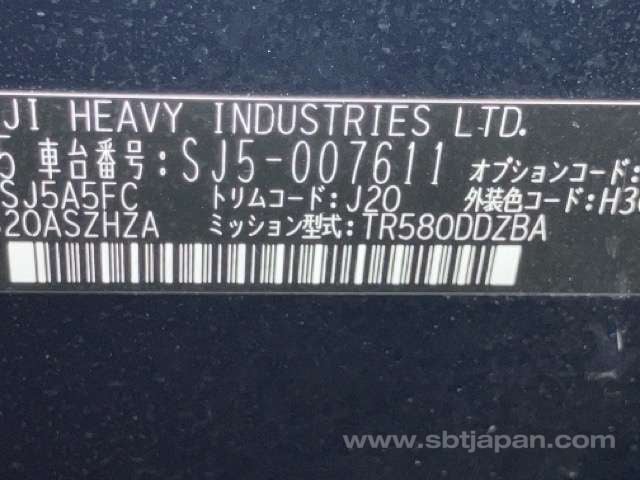 JI HEAVY INDUSTRIES LTD.
車台番号: SJ5-007611 オプションコード:
SJ5A5FC トリムコード: J20 外装色コード: H3
20ASZHZA ミッション型式: TR580DDZBA
www.sbtjapan.com